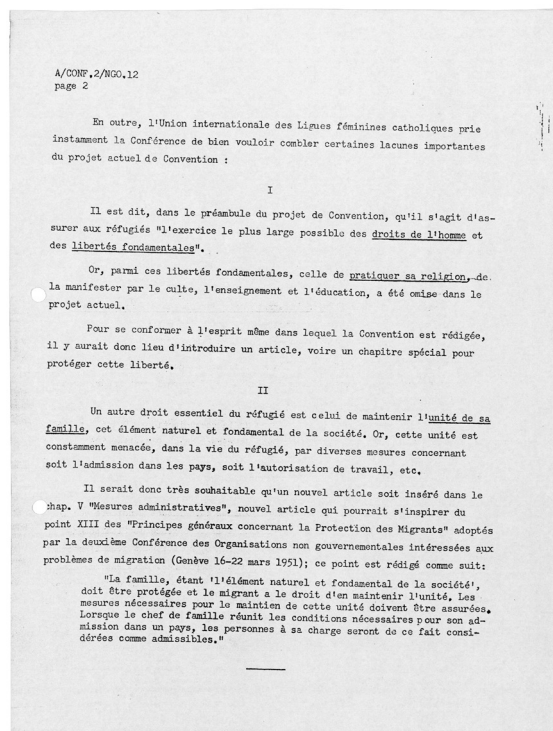 A/CONF.2/NGO.12
page 2
En outre, l'Union internationale des Ligues féminines catholiques prie
instamment la Conférence de bien vouloir combler certaines lacunes importantes
du projet actuel de Convention :
I
Il est dit, dans le préambule du projet de Convention, qu'il s'agit d'as-
surer aux réfugiés "l'exercice le plus large possible des droits de l'homme et
des libertés fondamentales".
Or, parmi ces libertés fondamentales, celle de pratiquer sa religion, de
la manifester par le culte, l'enseignement et l'éducation, a été omise dans le
projet actuel.
Pour se conformer à l'esprit même dans lequel la Convention est rédigée,
il y aurait donc lieu d'introduire un article, voire un chapitre spécial pour
protéger cette liberté.
II
Un autre droit essentiel du réfugié est celui de maintenir l'unité de sa
famille, cet élément naturel et fondamental de la société. Or, cette unité est
constamment menacée, dans la vie du réfugié, par diverses mesures concernant
soit l'admission dans les pays, soit l'autorisation de travail, etc.
Il serait donc très souhaitable qu'un nouvel article soit inséré dans le
chap. V "Mesures administratives", nouvel article qui pourrait s'inspirer du
point XIII des "Principes généraux concernant la Protection des Migrants" adoptés
par la deuxième Conférence des Organisations non gouvernementales intéressées aux
problèmes de migration (Genève 16-22 mars 1951); ce point est rédigé comme suit:
"La famille, étant 'l'élément naturel et fondamental de la société',
doit être protégée et le migrant a le droit d'en maintenir l'unité. Les
mesures nécessaires pour le maintien de cette unité doivent être assurées.
Lorsque le chef de famille réunit les conditions nécessaires pour son ad-
mission dans un pays, les personnes à sa charge seront de ce fait consi-
dérées comme admissibles."